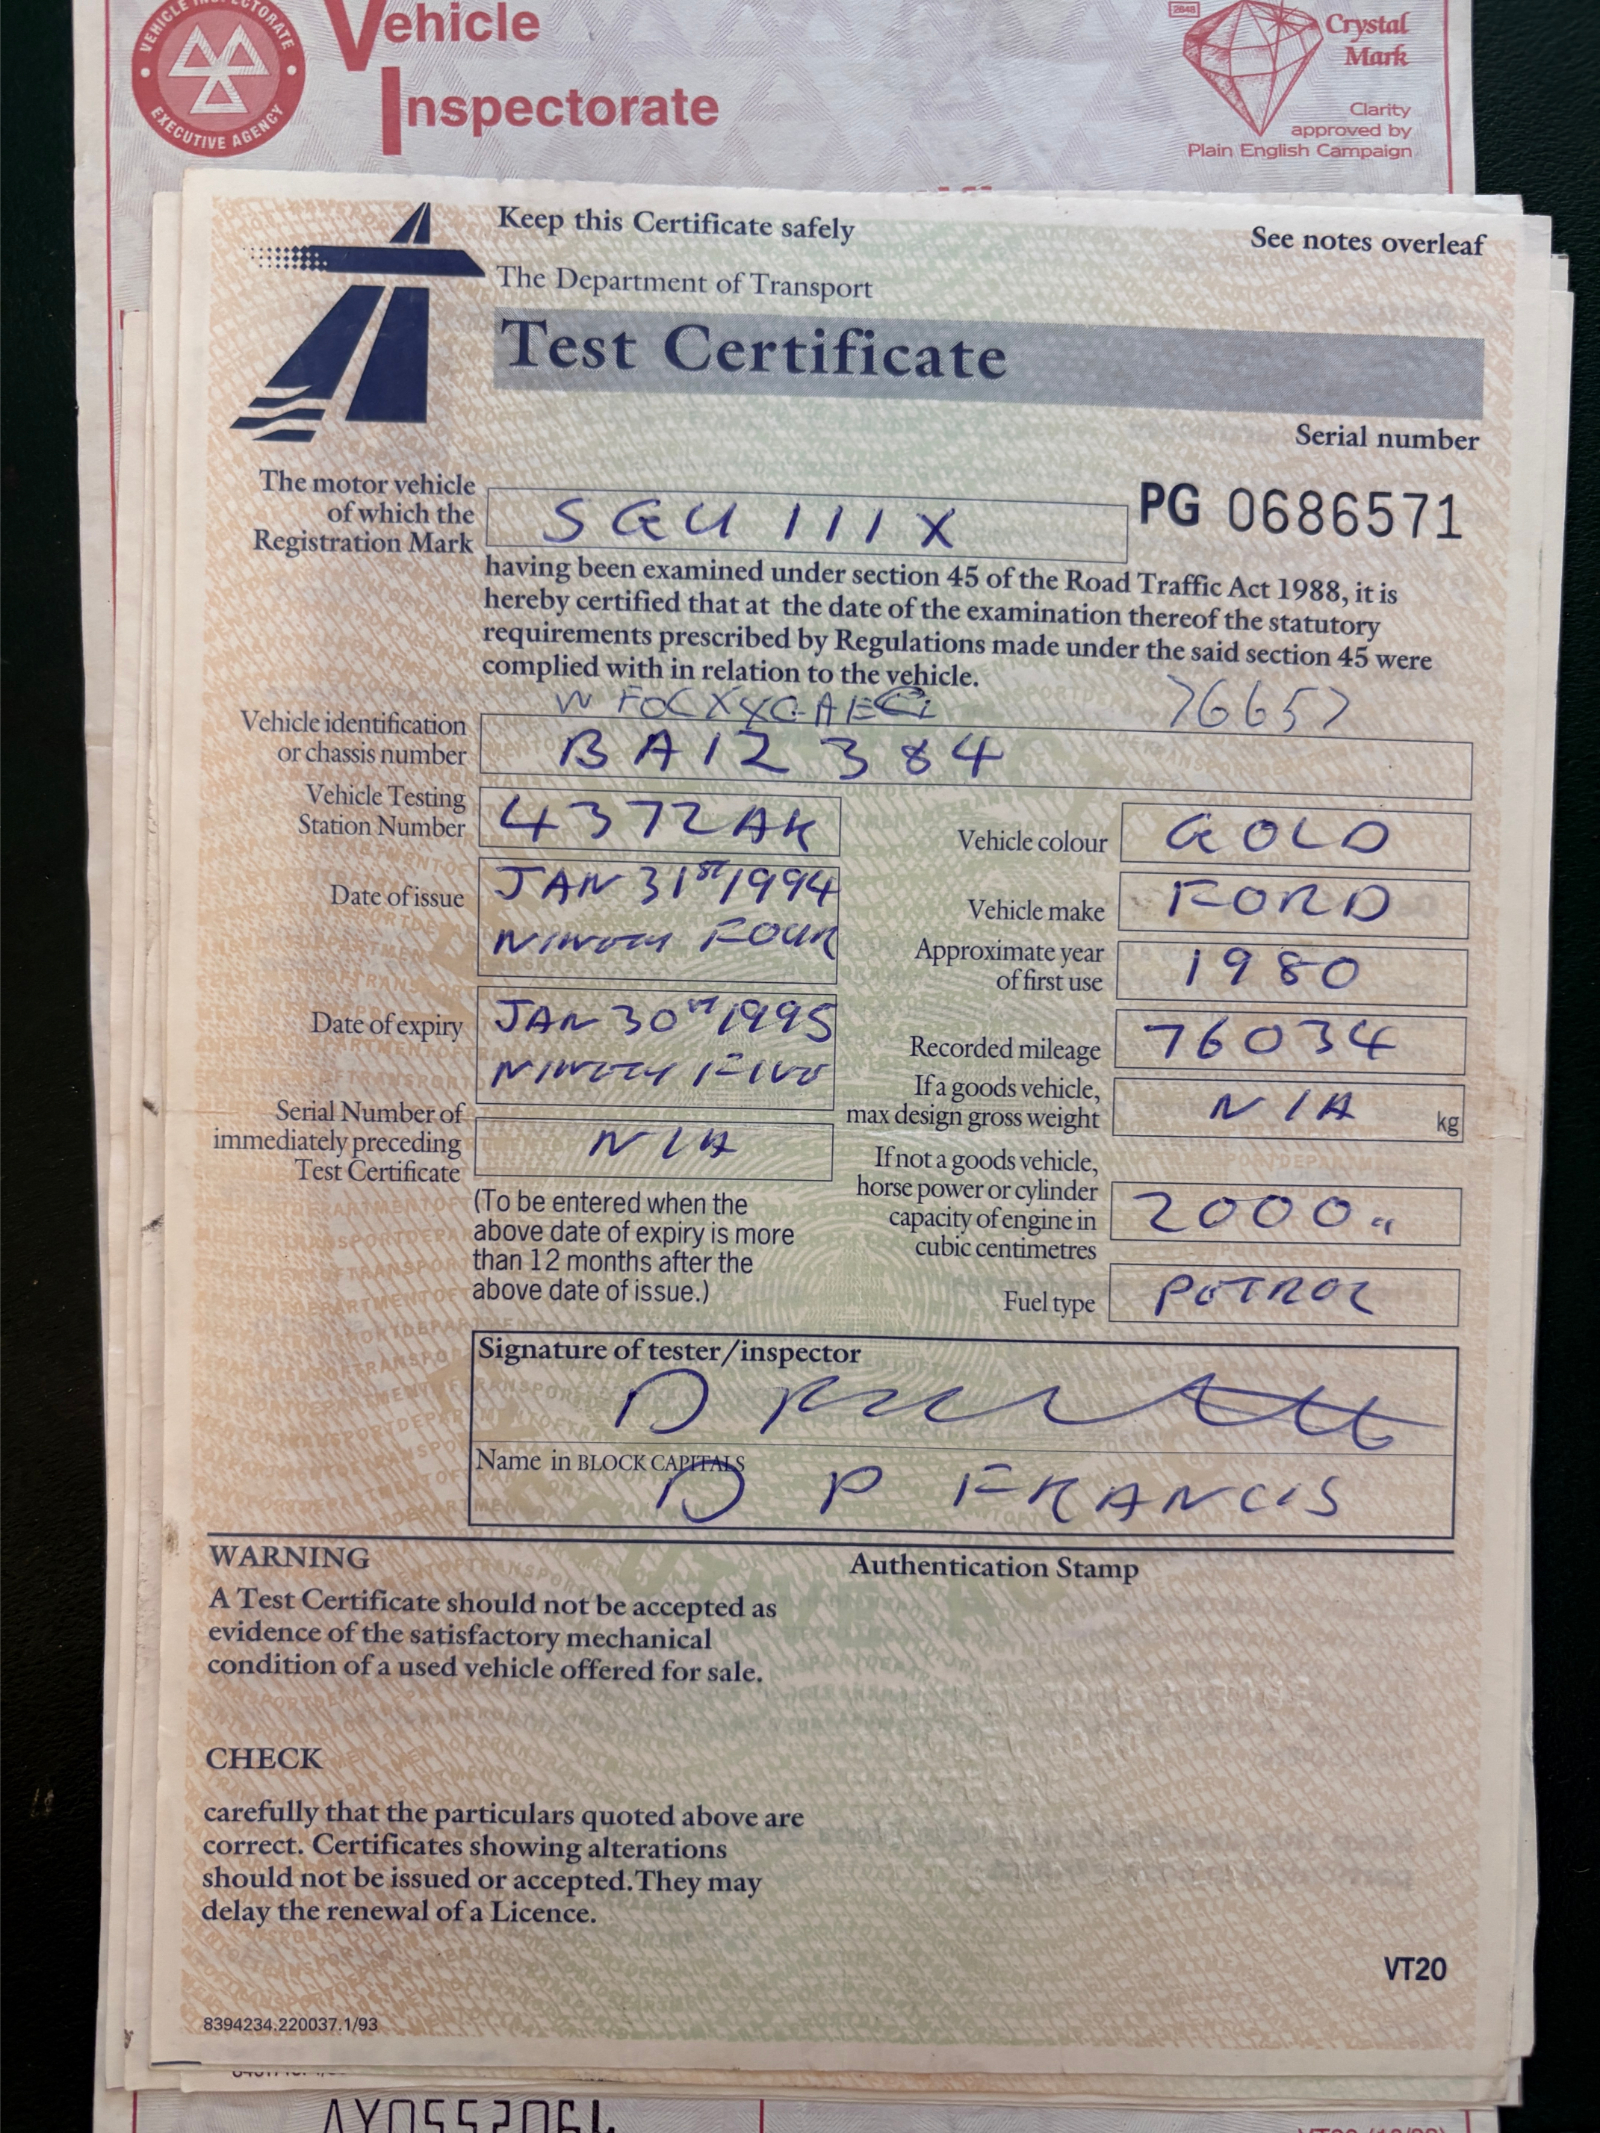 VEHICLE INSPECTORATE
EXECUTIVE AGENCY
Vehicle
Inspectorate
2848
Crystal
Mark
Clarity
approved by
Plain English Campaign
Keep this Certificate safely
See notes overleaf
The Department of Transport
Test Certificate
Serial number
The motor vehicle
of which the
Registration Mark
SGU 111X
PG 0686571
having been examined under section 45 of the Road Traffic Act 1988, it is
hereby certified that at the date of the examination thereof the statutory
requirements prescribed by Regulations made under the said section 45 were
complied with in relation to the vehicle.
76657
Vehicle identification
or chassis number
BA12384
Vehicle Testing
Station Number
4372AK
Vehicle colour
GOLD
Date of issue
JAN 31ST 1994
NINETY FOUR
Vehicle make
FORD
Approximate year
of first use
1980
Date of expiry
JAN 30 1995
NINETY FIVE
Recorded mileage
76034
If a goods vehicle,
max design gross weight
N/A
kg
Serial Number of
immediately preceding
Test Certificate
N/A
(To be entered when the
above date of expiry is more
than 12 months after the
above date of issue.)
If not a goods vehicle,
horse power or cylinder
capacity of engine in
cubic centimetres
2000cc
Fuel type
PETROL
Signature of tester/inspector
Name in BLOCK CAPITALS
D P FRANCIS
WARNING
A Test Certificate should not be accepted as
evidence of the satisfactory mechanical
condition of a used vehicle offered for sale.
Authentication Stamp
CHECK
carefully that the particulars quoted above are
correct. Certificates showing alterations
should not be issued or accepted. They may
delay the renewal of a Licence.
VT20
8394234.220037.1/93